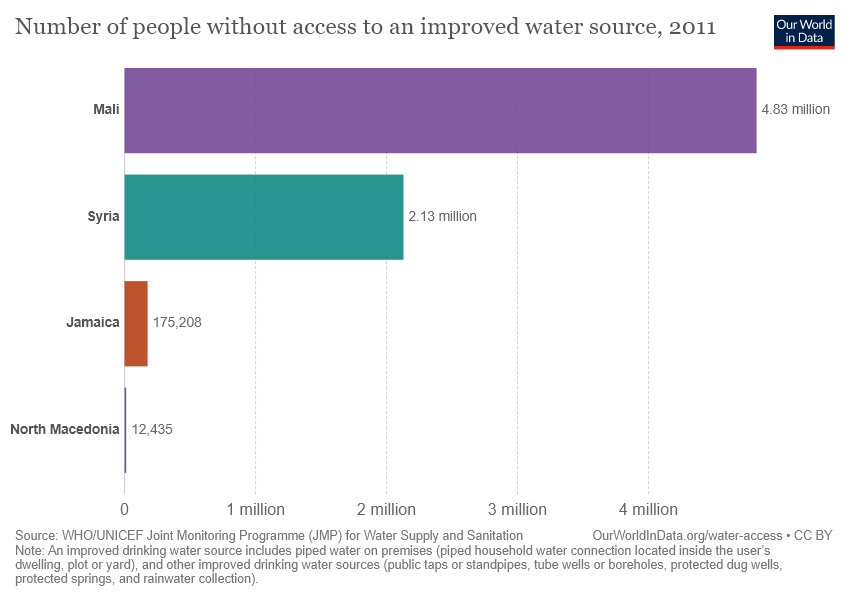 Number of people without access to an improved water source, 2011
Our World
in Data
Mali
4.83 million
Syria
2.13 million
Jamaica
175,208
North Macedonia
12,435
0
1 million
2 million
3 million
4 million
Source: WHO/UNICEF Joint Monitoring Programme (JMP) for Water Supply and Sanitation
OurWorldInData.org/water-access • CC BY
Note: An improved drinking water source includes piped water on premises (piped household water connection located inside the user's
dwelling, plot or yard), and other improved drinking water sources (public taps or standpipes, tube wells or boreholes, protected dug wells,
protected springs, and rainwater collection).